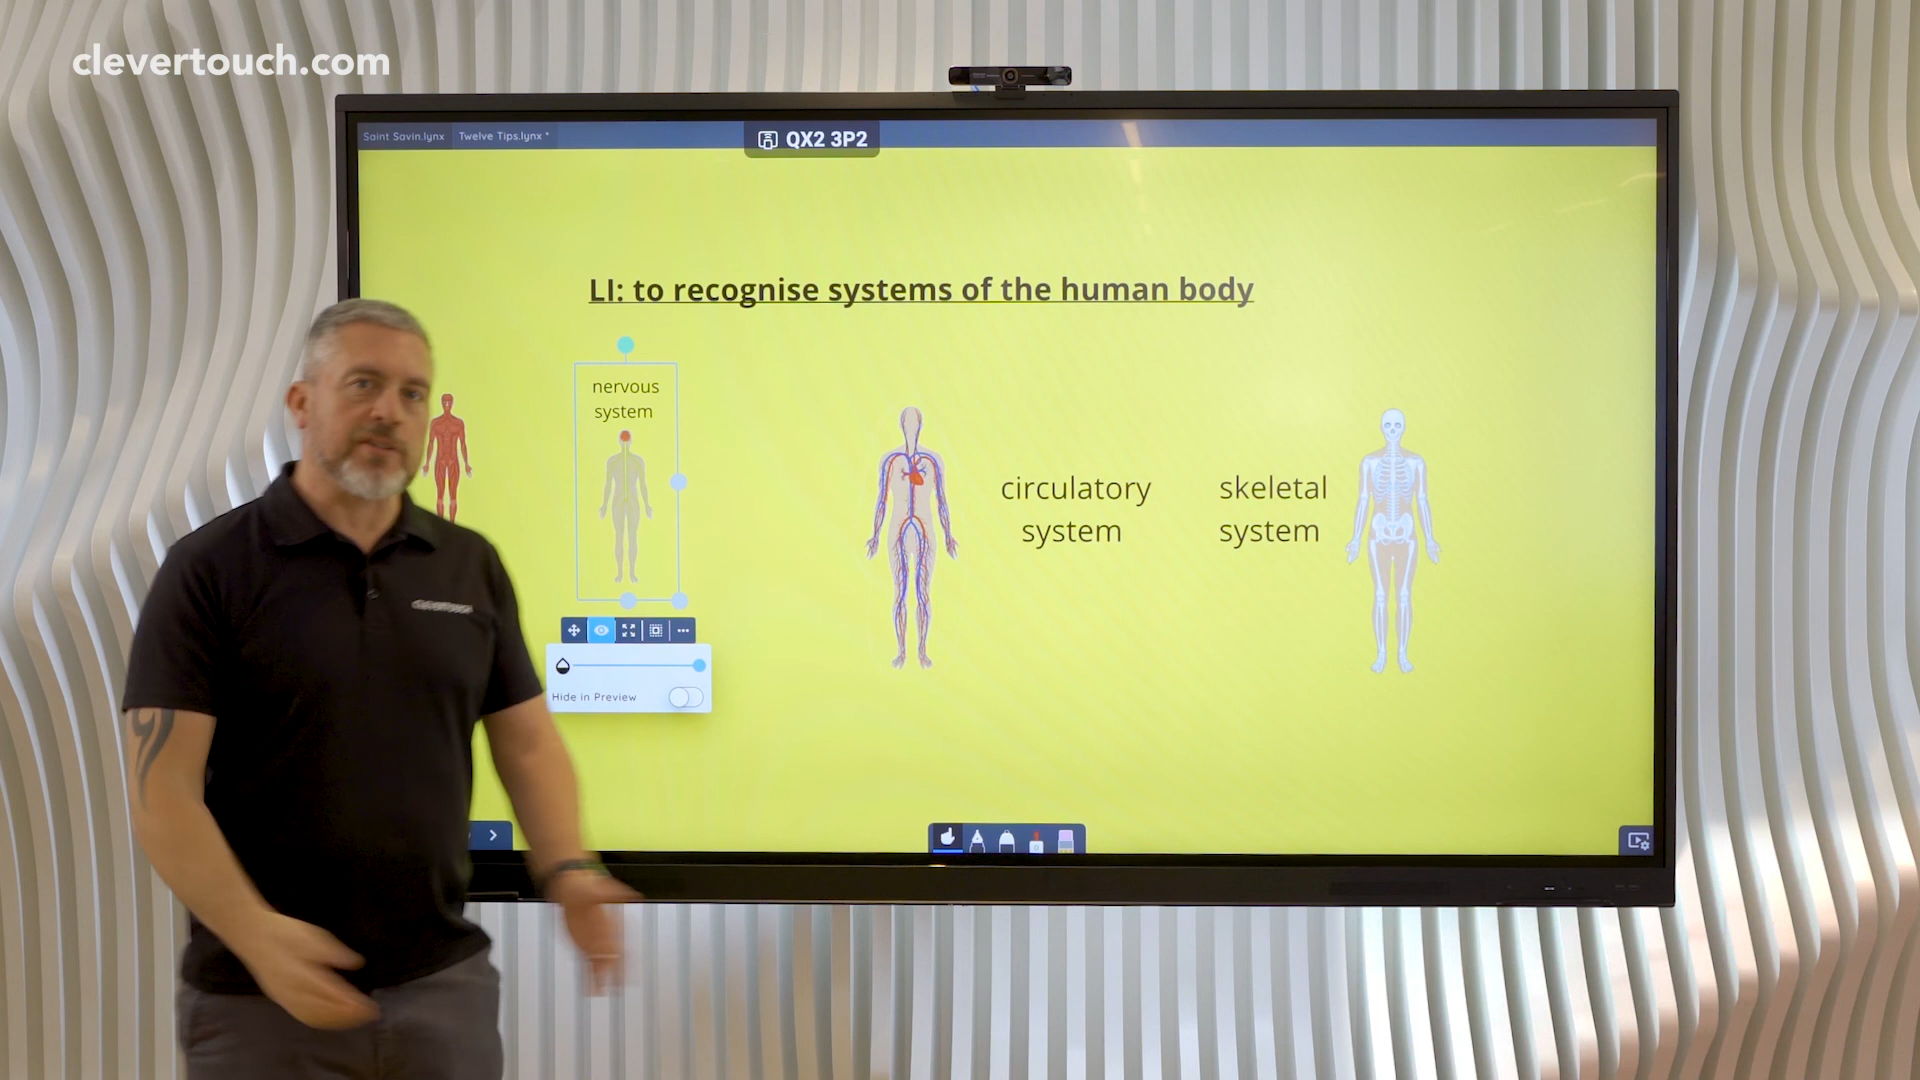 clevertouch.com
Saint Savin.lynx
Twelve Tips.lynx *
QX2 3P2
LI: to recognise systems of the human body
nervous
system
circulatory
system
skeletal
system
Hide in Preview
CLEVERTOUCH